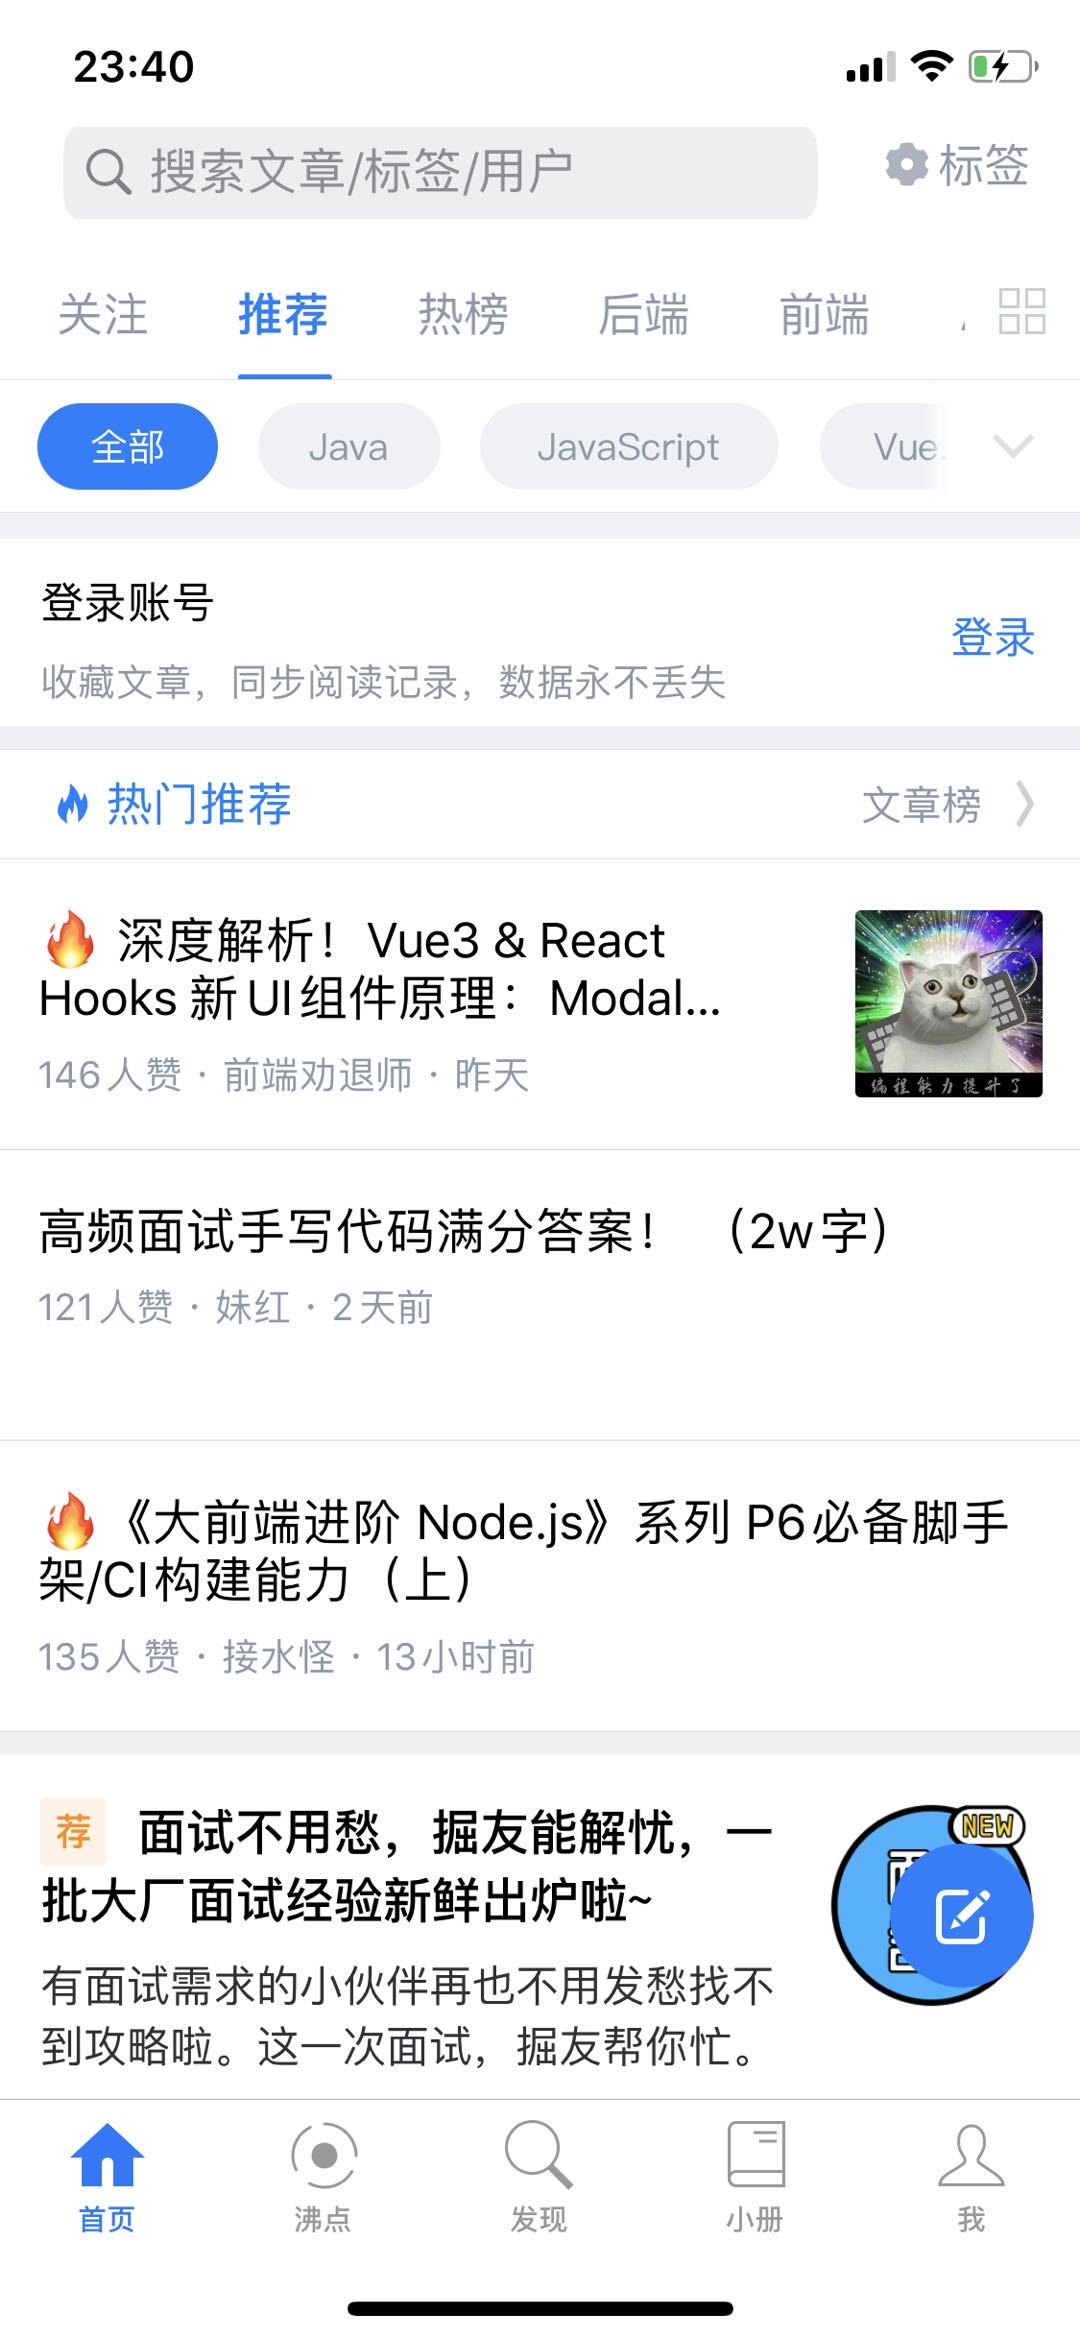 23:40
搜索文章/标签/用户
标签
关注
推荐
热榜
后端
前端
全部
Java
JavaScript
Vue.
登录账号
收藏文章，同步阅读记录，数据永不丢失
登录
热门推荐
文章榜
🔥 深度解析！Vue3 & React
Hooks 新UI组件原理：Modal...
146人赞 · 前端劝退师 · 昨天
编程能力提升了
高频面试手写代码满分答案！ （2w字）
121人赞 · 妹红 · 2天前
🔥《大前端进阶 Node.js》系列 P6必备脚手
架/CI构建能力（上）
135人赞 · 接水怪 · 13小时前
荐 面试不用愁，掘友能解忧，一
批大厂面试经验新鲜出炉啦~
NEW
有面试需求的小伙伴再也不用发愁找不
到攻略啦。这一次面试，掘友帮你忙。
首页
沸点
发现
小册
我